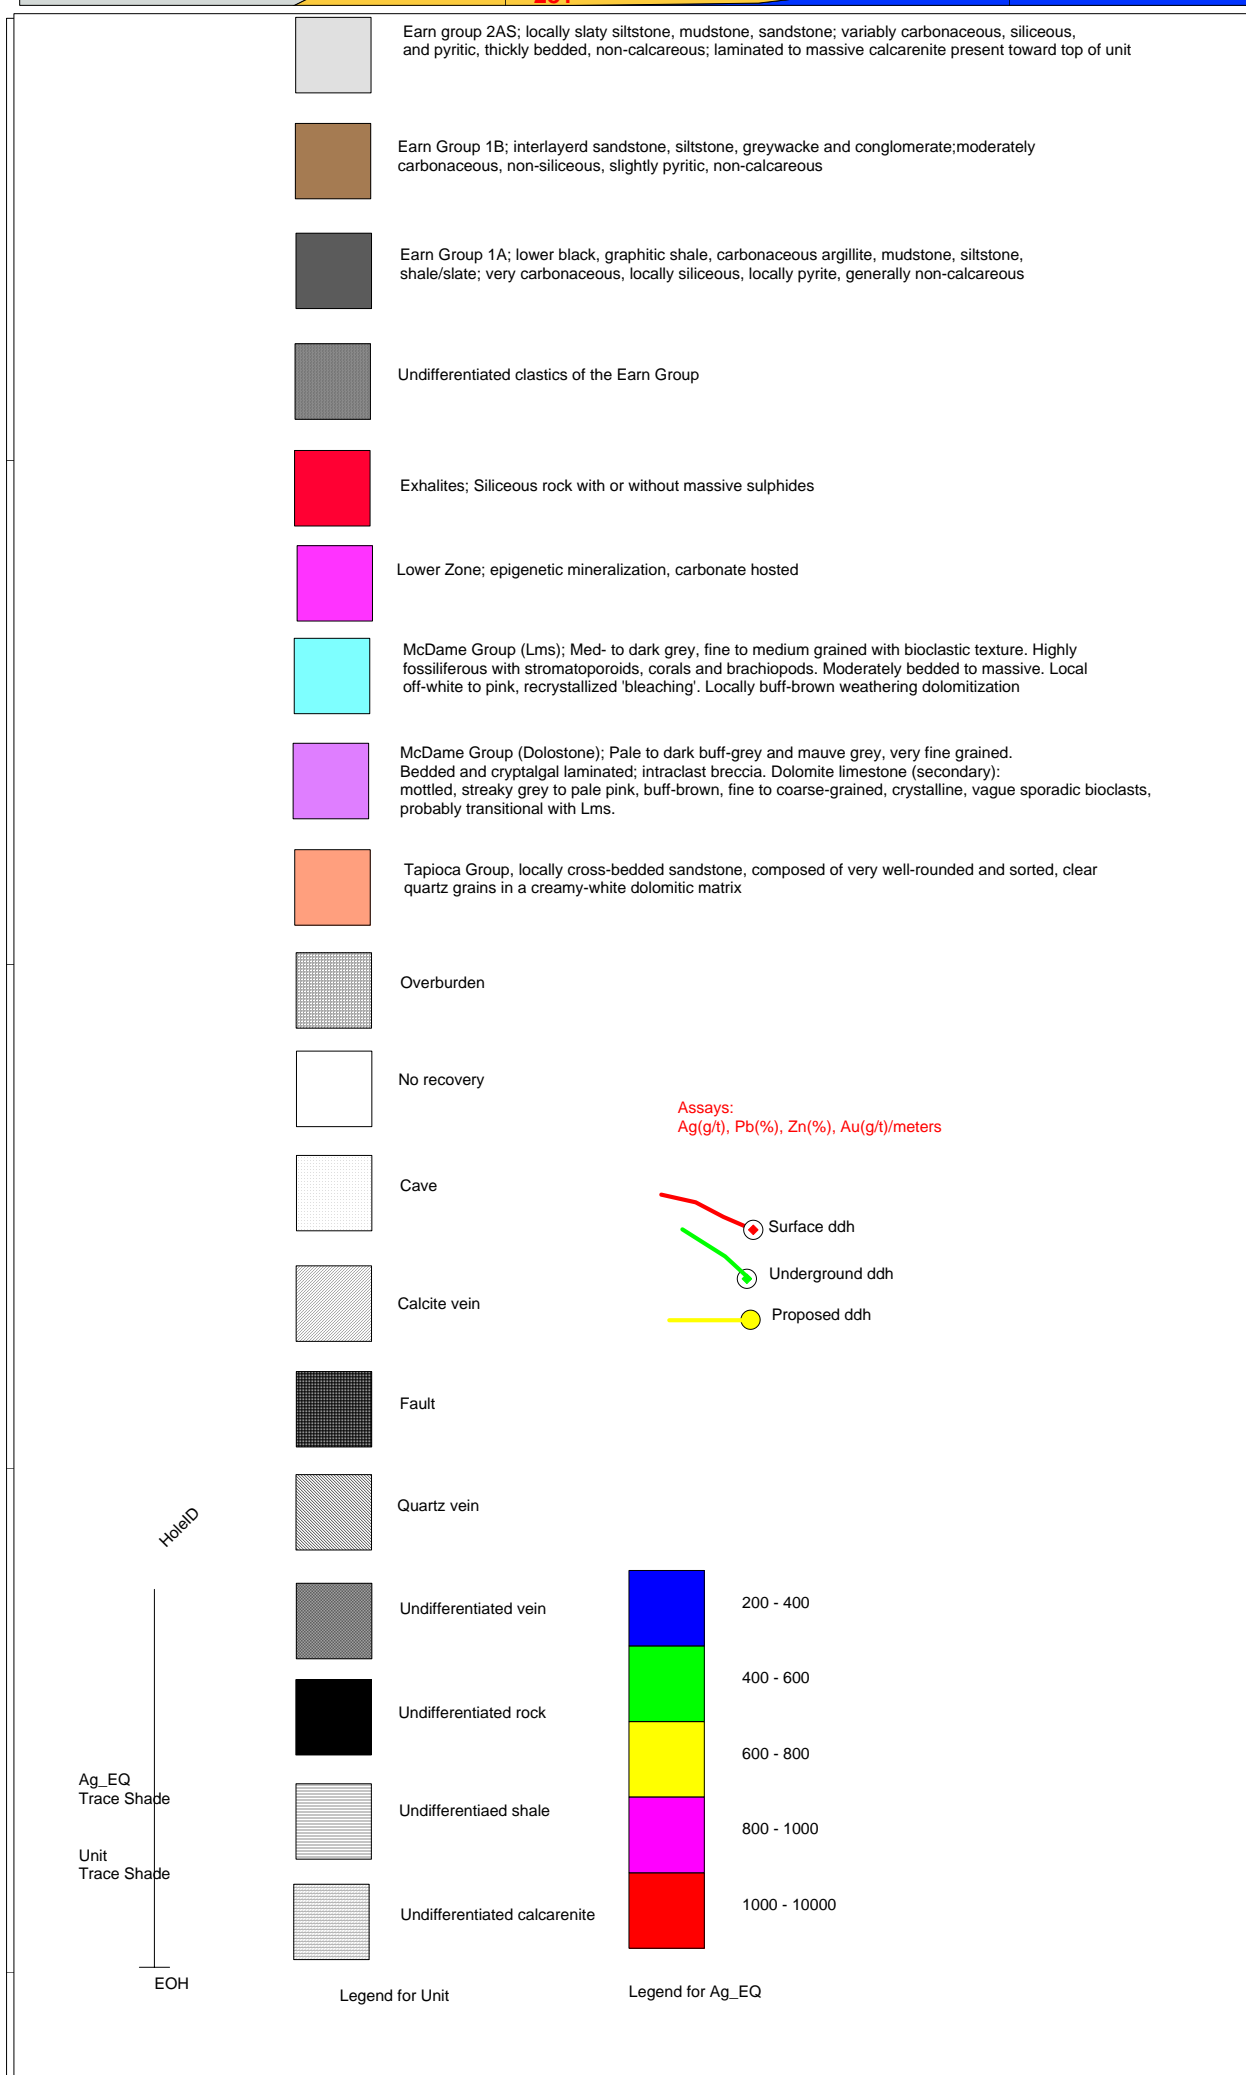 Earn group 2AS; locally slaty siltstone, mudstone, sandstone; variably carbonaceous, siliceous,
and pyritic, thickly bedded, non-calcareous; laminated to massive calcarenite present toward top of unit
Earn Group 1B; interlayerd sandstone, siltstone, greywacke and conglomerate;moderately
carbonaceous, non-siliceous, slightly pyritic, non-calcareous
Earn Group 1A; lower black, graphitic shale, carbonaceous argillite, mudstone, siltstone,
shale/slate; very carbonaceous, locally siliceous, locally pyrite, generally non-calcareous
Undifferentiated clastics of the Earn Group
Exhalites; Siliceous rock with or without massive sulphides
Lower Zone; epigenetic mineralization, carbonate hosted
McDame Group (Lms); Med- to dark grey, fine to medium grained with bioclastic texture. Highly
fossiliferous with stromatoporoids, corals and brachiopods. Moderately bedded to massive. Local
off-white to pink, recrystallized 'bleaching'. Locally buff-brown weathering dolomitization
McDame Group (Dolostone); Pale to dark buff-grey and mauve grey, very fine grained.
Bedded and cryptalgal laminated; intraclast breccia. Dolomite limestone (secondary):
mottled, streaky grey to pale pink, buff-brown, fine to coarse-grained, crystalline, vague sporadic bioclasts,
probably transitional with Lms.
Tapioca Group, locally cross-bedded sandstone, composed of very well-rounded and sorted, clear
quartz grains in a creamy-white dolomitic matrix
Overburden
No recovery
Assays:
Ag(g/t), Pb(%), Zn(%), Au(g/t)/meters
Cave
Surface ddh
Underground ddh
Calcite vein
Proposed ddh
Fault
Quartz vein
HoleID
Undifferentiated vein
Undifferentiated rock
Undifferentiaed shale
Undifferentiated calcarenite
200 - 400
400 - 600
600 - 800
800 - 1000
1000 - 10000
Ag_EQ
Trace Shade
Unit
Trace Shade
EOH
Legend for Unit
Legend for Ag_EQ